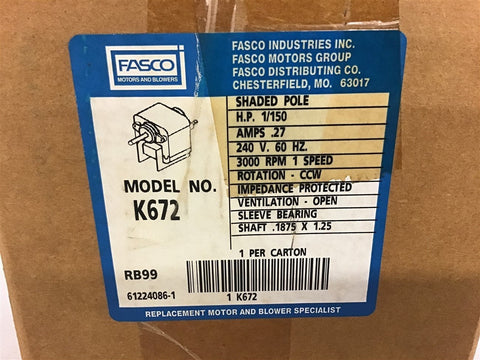 FASCO
MOTORS AND BLOWERS
FASCO INDUSTRIES INC.
FASCO MOTORS GROUP
FASCO DISTRIBUTING CO.
CHESTERFIELD, MO. 63017
SHADED POLE
H.P. 1/150
AMPS .27
240 V. 60 HZ.
3000 RPM 1 SPEED
ROTATION - CCW
IMPEDANCE PROTECTED
VENTILATION - OPEN
SLEEVE BEARING
SHAFT .1875 X 1.25
MODEL NO.
K672
1 PER CARTON
RB99
61224086-1
1 K672
REPLACEMENT MOTOR AND BLOWER SPECIALIST